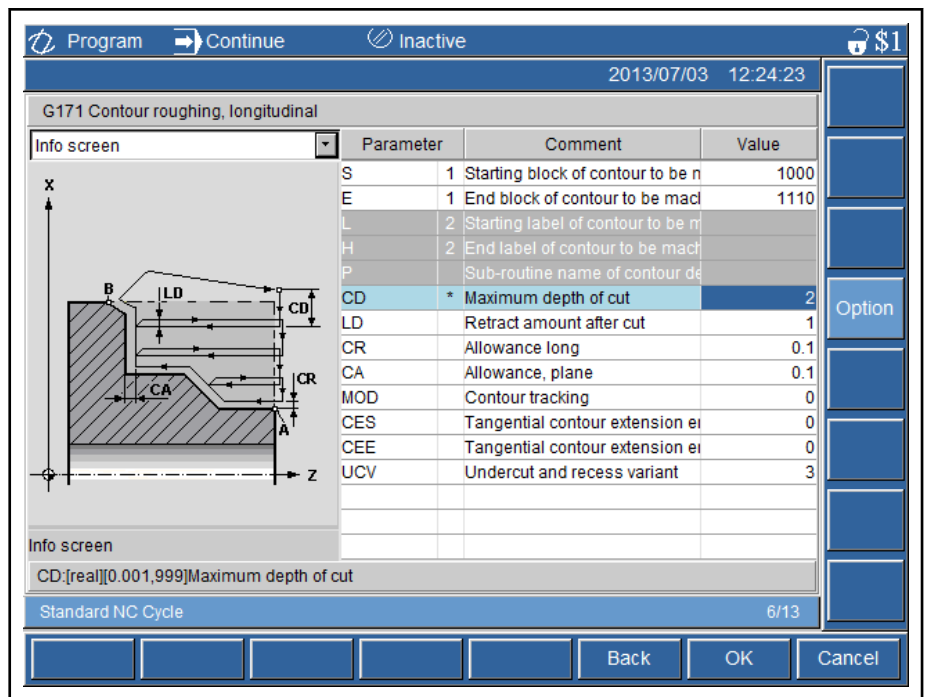 Program Continue Inactive $1
2013/07/03 12:24:23
G171 Contour roughing, longitudinal
Info screen
Parameter Comment Value
S 1 Starting block of contour to be n 1000
E 1 End block of contour to be macl 1110
L 2 Starting label of contour to be m
H 2 End label of contour to be mach
P Sub-routine name of contour de
CD * Maximum depth of cut 2
LD Retract amount after cut 1
CR Allowance long 0.1
CA Allowance, plane 0.1
MOD Contour tracking 0
CES Tangential contour extension er 0
CEE Tangential contour extension er 0
UCV Undercut and recess variant 3
X
B
LD
CD
CR
CA
A
Z
Option
Info screen
CD:[real][0.001,999]Maximum depth of cut
Standard NC Cycle 6/13
Back OK Cancel